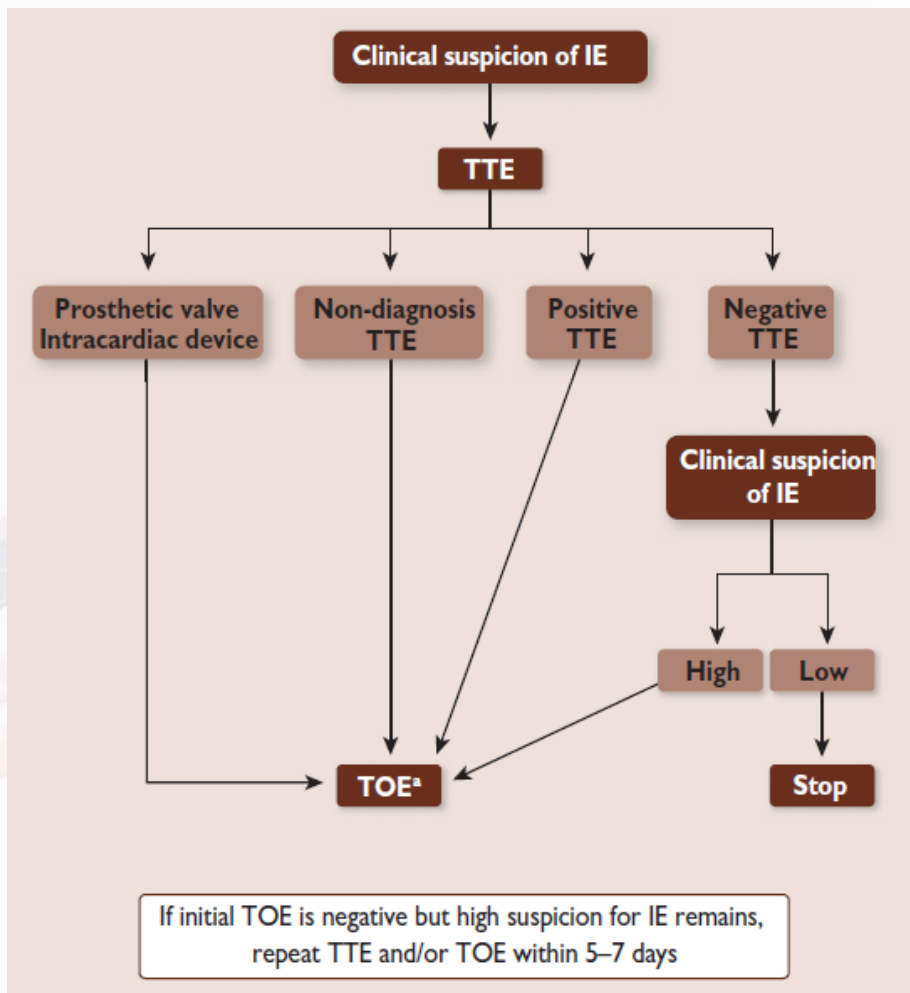 Clinical suspicion of IE
TTE
Prosthetic valve
Intracardiac device
Non-diagnosis
TTE
Positive
TTE
Negative
TTE
Clinical suspicion
of IE
High
Low
TOEᵃ
Stop
If initial TOE is negative but high suspicion for IE remains,
repeat TTE and/or TOE within 5–7 days